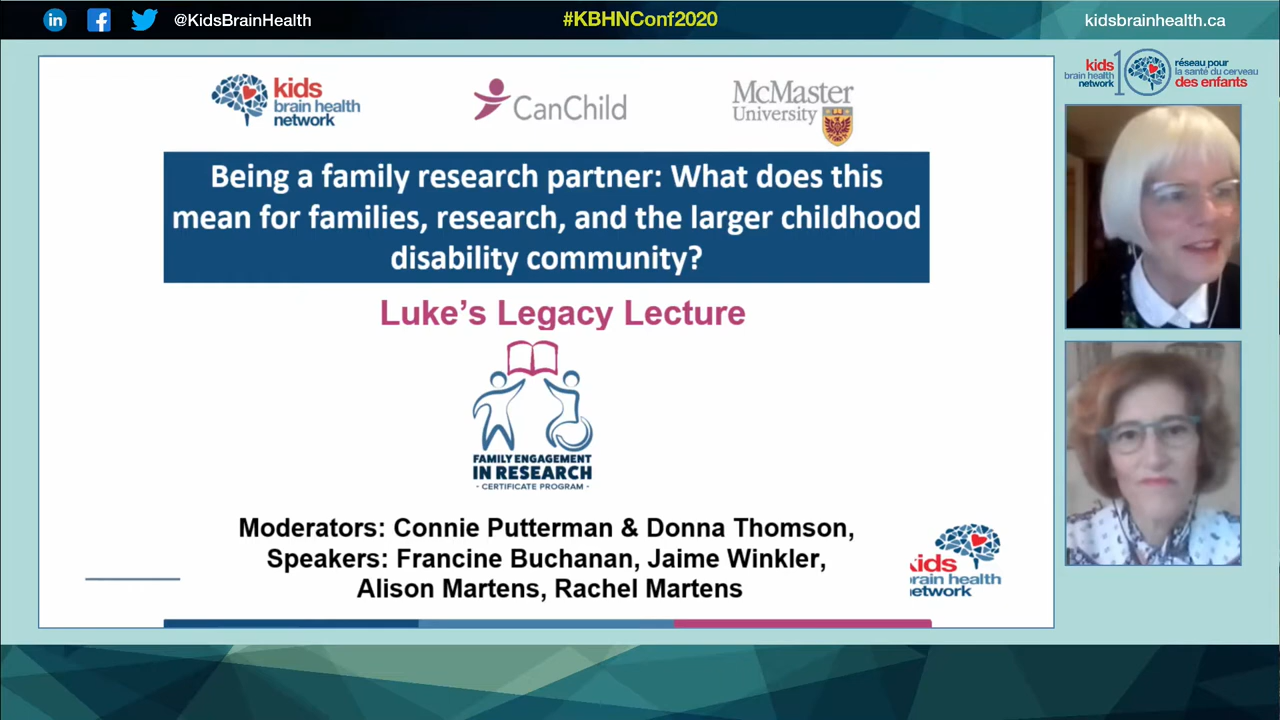 in f @KidsBrainHealth
#KBHNConf2020
kidsbrainhealth.ca
kids
brain health
network
CanChild
McMaster
University
kids
brain health
network
10
réseau pour
la santé du cerveau
des enfants
Being a family research partner: What does this
mean for families, research, and the larger childhood
disability community?
Luke's Legacy Lecture
FAMILY ENGAGEMENT
IN RESEARCH
- CERTIFICATE PROGRAM -
Moderators: Connie Putterman & Donna Thomson,
Speakers: Francine Buchanan, Jaime Winkler,
Alison Martens, Rachel Martens
kids
brain health
network